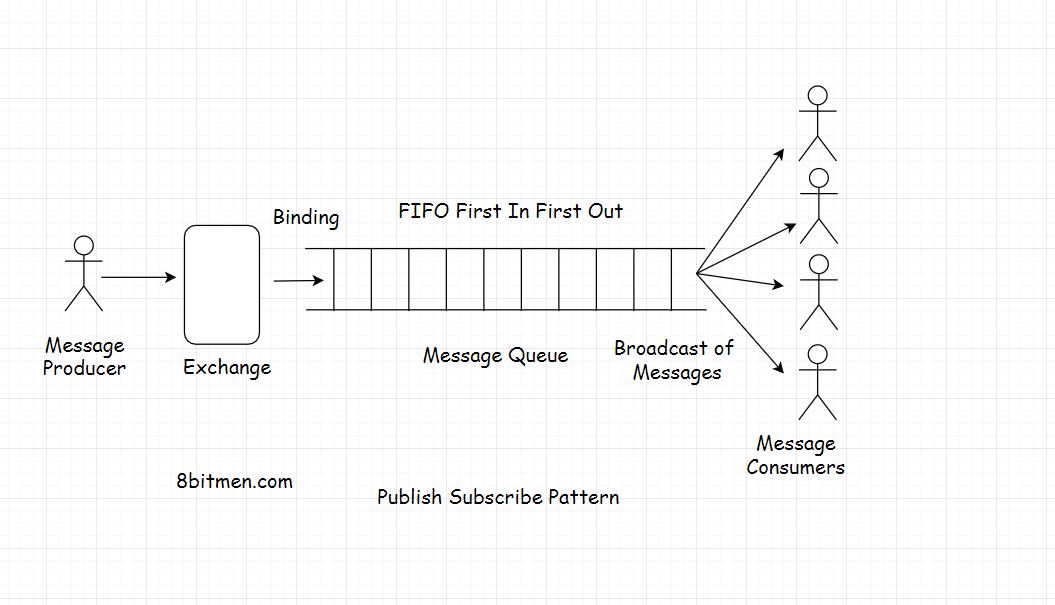 Binding
FIFO First In First Out
Message
Producer
Exchange
Message Queue
Broadcast of
Messages
Message
Consumers
8bitmen.com
Publish Subscribe Pattern